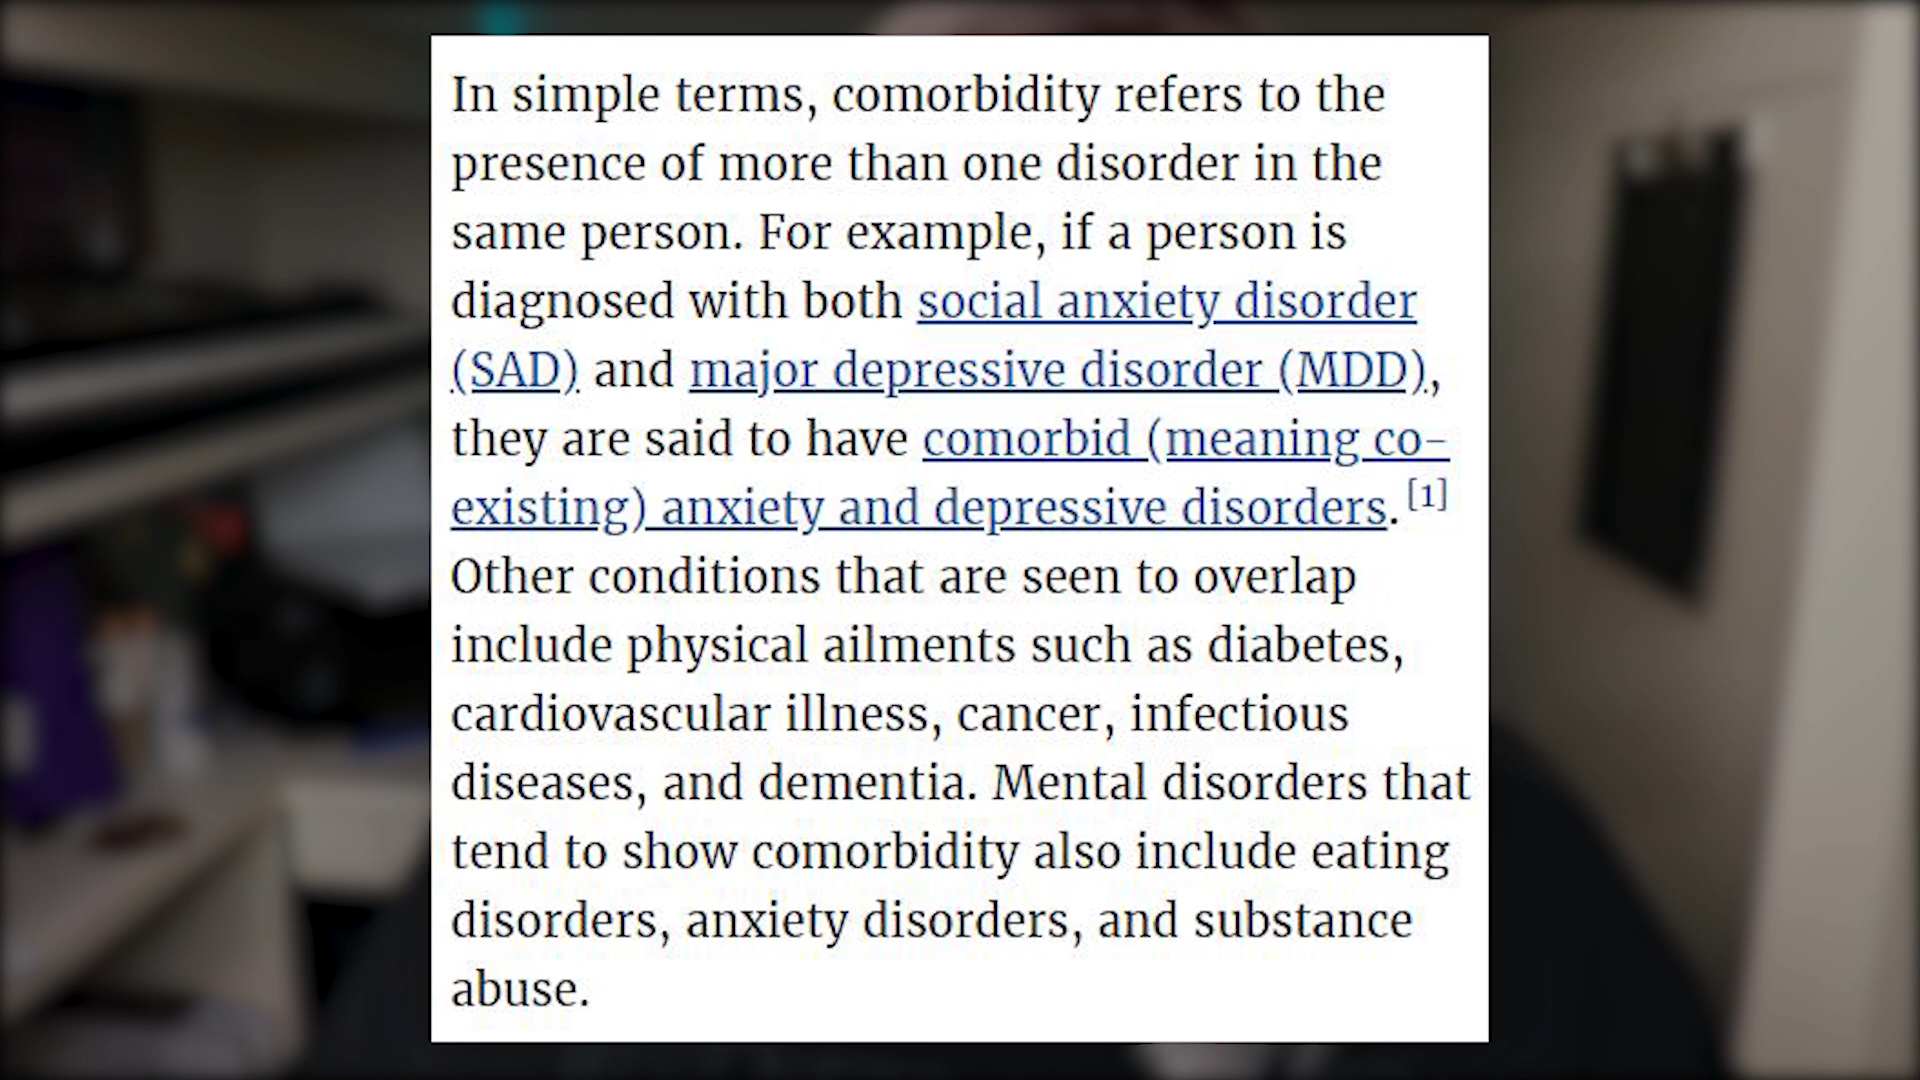 In simple terms, comorbidity refers to the
presence of more than one disorder in the
same person. For example, if a person is
diagnosed with both social anxiety disorder
(SAD) and major depressive disorder (MDD),
they are said to have comorbid (meaning co-
existing) anxiety and depressive disorders. [1]
Other conditions that are seen to overlap
include physical ailments such as diabetes,
cardiovascular illness, cancer, infectious
diseases, and dementia. Mental disorders that
tend to show comorbidity also include eating
disorders, anxiety disorders, and substance
abuse.